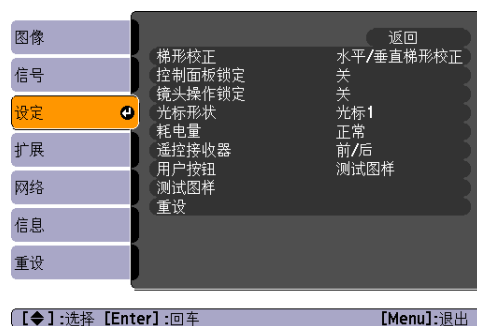 图像
信号
设定
扩展
网络
信息
重设
返回
梯形校正 水平/垂直梯形校正
控制面板锁定 关
镜头操作锁定 关
光标形状 光标1
耗电量 正常
遥控接收器 前/后
用户按钮 测试图样
测试图样
重设
[◆]:选择 [Enter]:回车 [Menu]:退出